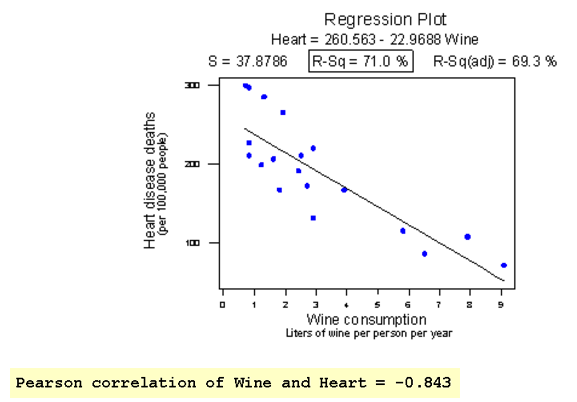 Regression Plot
Heart = 260.563 - 22.9688 Wine
S = 37.8786 R-Sq = 71.0 % R-Sq(adj) = 69.3 %
300
200
100
Heart disease deaths
(per 100,000 people)
0 1 2 3 4 5 6 7 8 9
Wine consumption
Liters of wine per person per year
Pearson correlation of Wine and Heart = -0.843